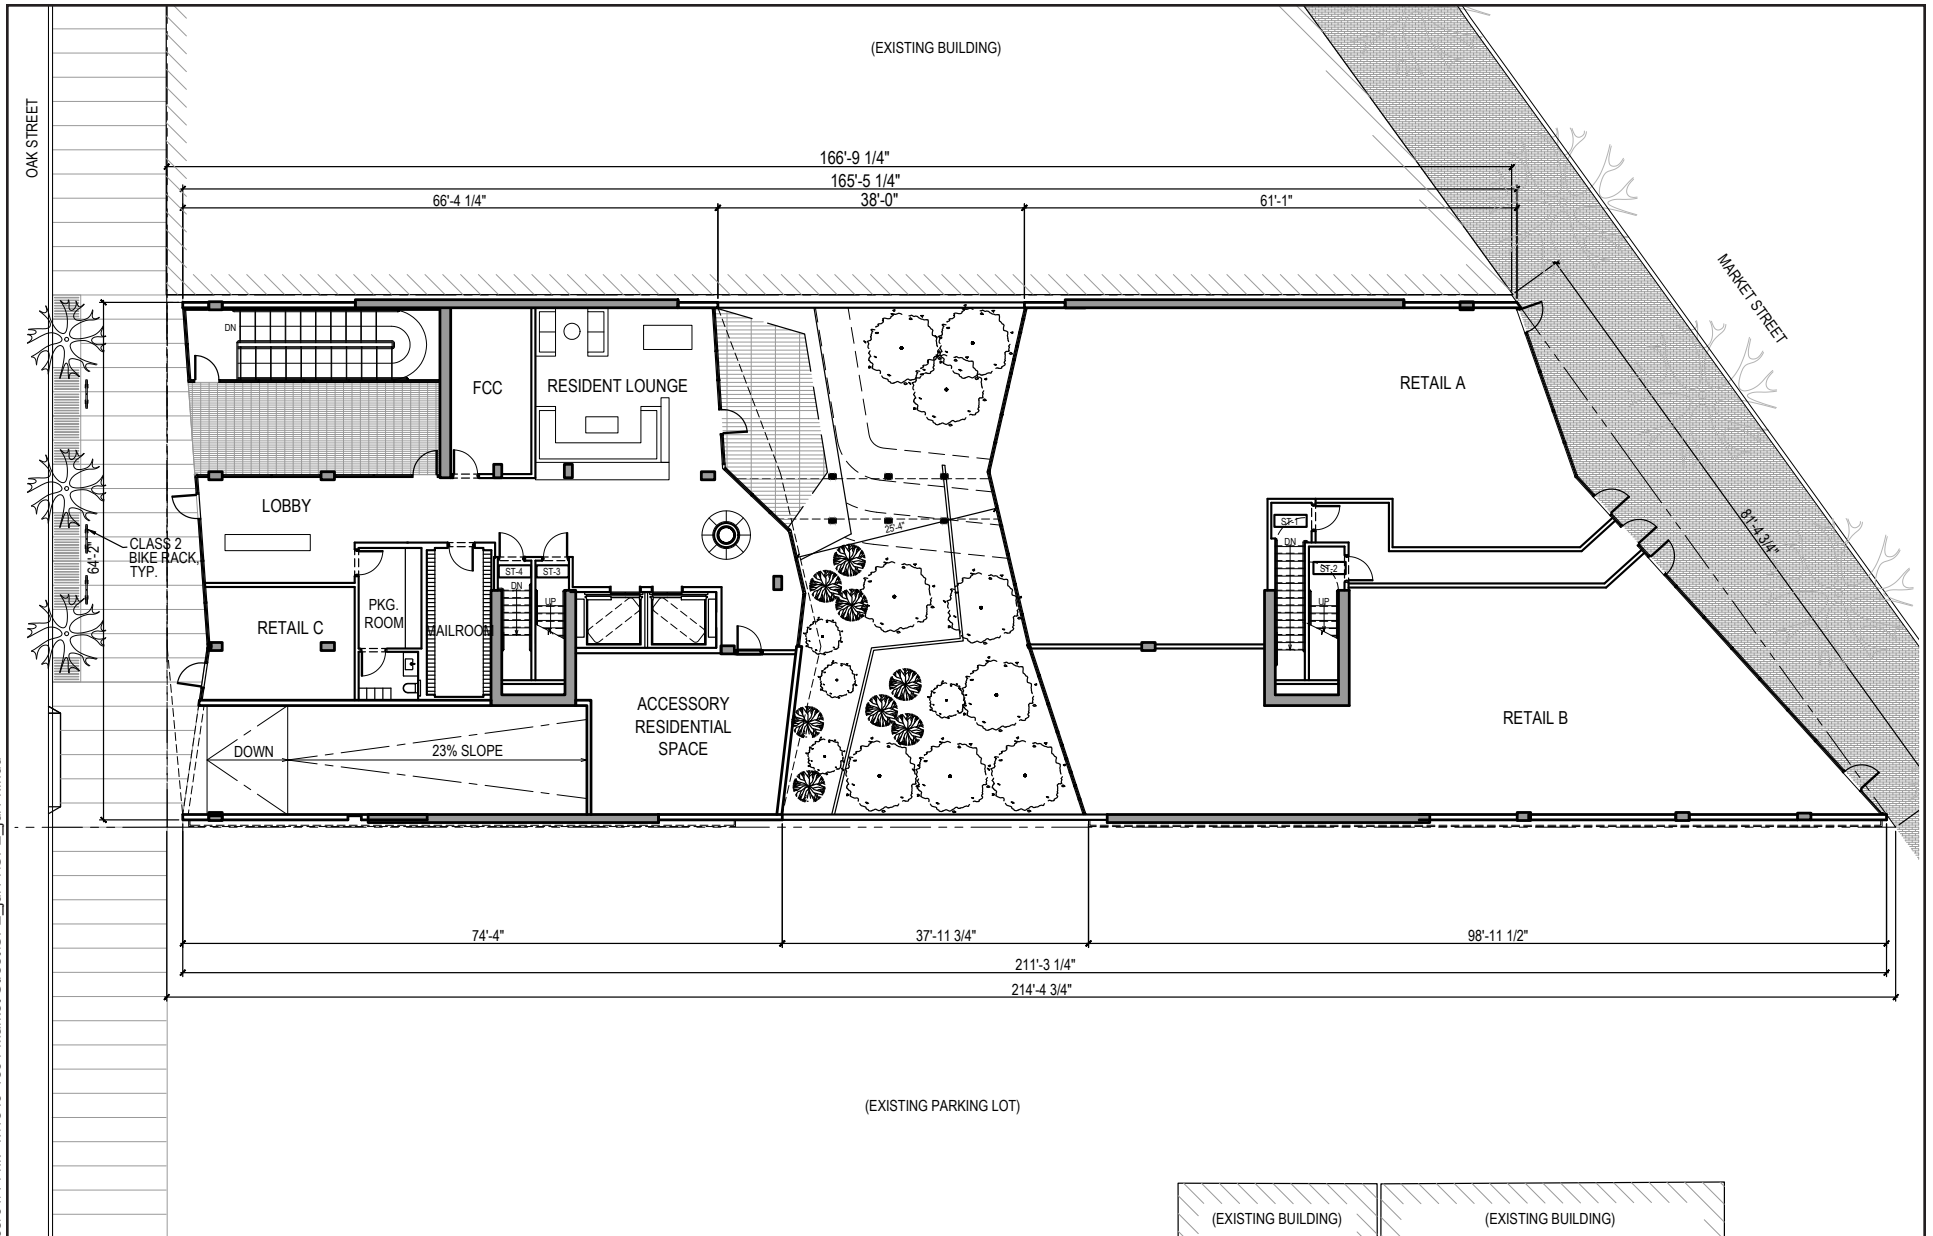 (EXISTING BUILDING)
OAK STREET
166'-9 1/4"
165'-5 1/4"
66'-4 1/4"
38'-0"
61'-1"
MARKET STREET
DN
FCC
RESIDENT LOUNGE
RETAIL A
LOBBY
25'-4"
81'-4 3/4"
CLASS 2
BIKE RACK,
TYP.
64'-2"
ST-1
DN
ST-4
DN
ST-3
UP
ST-2
UP
PKG.
ROOM
MAILROOM
RETAIL C
ACCESSORY
RESIDENTIAL
SPACE
RETAIL B
DOWN
23% SLOPE
74'-4"
37'-11 3/4"
98'-11 1/2"
211'-3 1/4"
214'-4 3/4"
(EXISTING PARKING LOT)
(EXISTING BUILDING)
(EXISTING BUILDING)